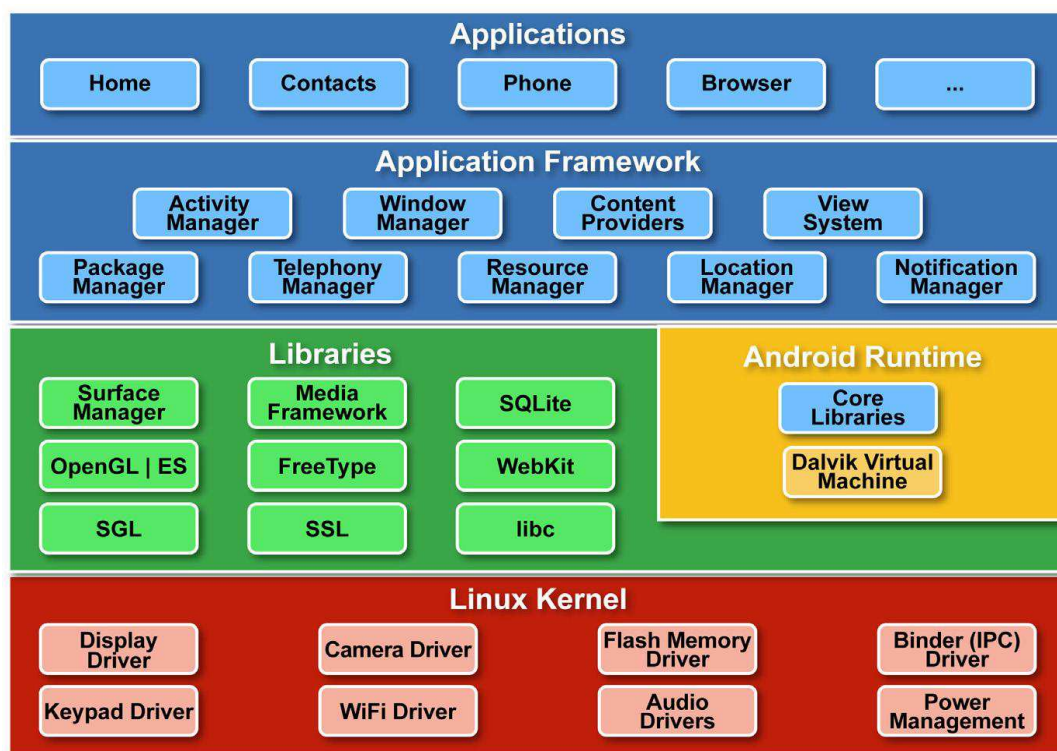 Applications
Home
Contacts
Phone
Browser
...
Application Framework
Activity
Manager
Window
Manager
Content
Providers
View
System
Package
Manager
Telephony
Manager
Resource
Manager
Location
Manager
Notification
Manager
Libraries
Surface
Manager
Media
Framework
SQLite
OpenGL | ES
FreeType
WebKit
SGL
SSL
libc
Android Runtime
Core
Libraries
Dalvik Virtual
Machine
Linux Kernel
Display
Driver
Camera Driver
Flash Memory
Driver
Binder (IPC)
Driver
Keypad Driver
WiFi Driver
Audio
Drivers
Power
Management